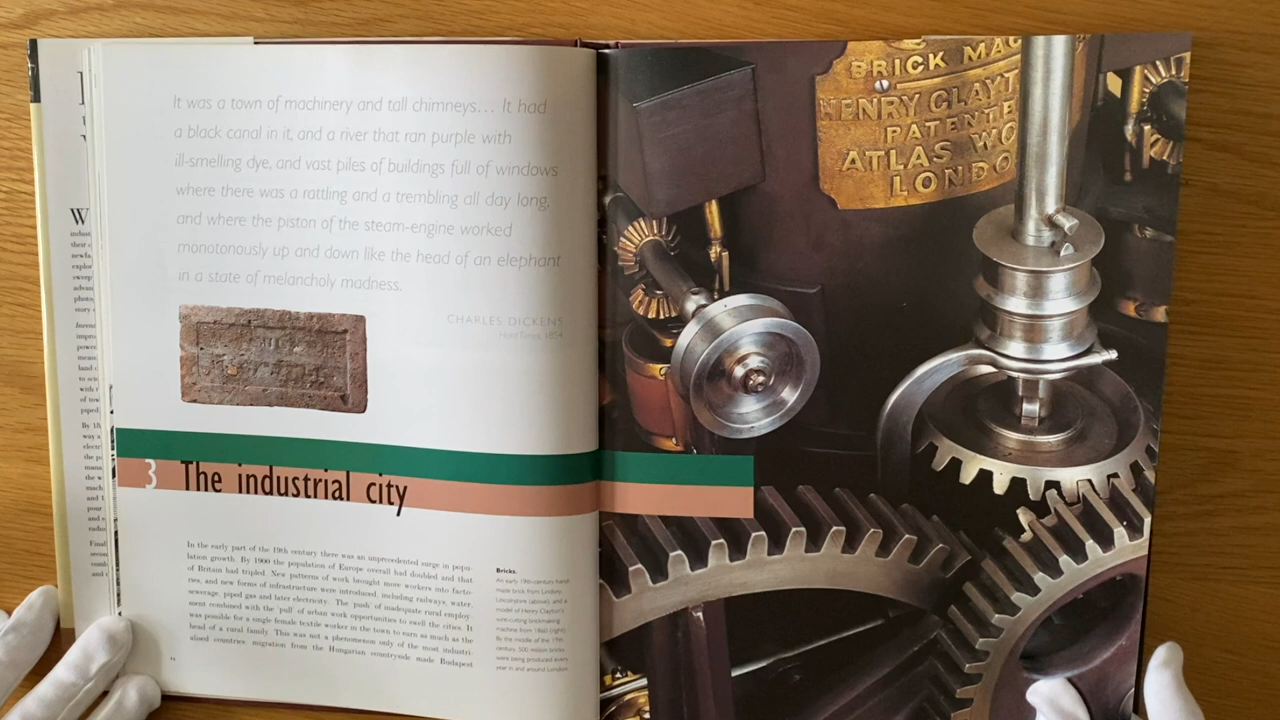 It was a town of machinery and tall chimneys... It had
a black canal in it, and a river that ran purple with
ill-smelling dye, and vast piles of buildings full of windows
where there was a rattling and a trembling all day long,
and where the piston of the steam-engine worked
monotonously up and down like the head of an elephant
in a state of melancholy madness.
CHARLES DICKENS
Hard Times, 1854
3 The industrial city
In the early part of the 19th century there was an unprecedented surge in popu-
lation growth. By 1900 the population of Europe overall had doubled and that
of Britain had tripled. New patterns of work brought more workers into facto-
ries, and new forms of infrastructure were introduced, including railways, water,
sewerage, piped gas and later electricity. The 'push' of inadequate rural employ-
ment combined with the 'pull' of urban work opportunities to swell the cities. It
was possible for a single female textile worker in the town to earn as much as the
head of a rural family. This was not a phenomenon only of the most industri-
alised countries: migration from the Hungarian countryside made Budapest
Bricks.
An early 19th-century hand-
made brick from Lindsey,
Lincolnshire (above), and a
model of Henry Clayton's
wire-cutting brickmaking
machine from 1860 (right).
By the middle of the 19th
century, 500 million bricks
were being produced every
year in and around London.
BRICK MAC
HENRY CLAYT
PATENTE
ATLAS WO
LONDO